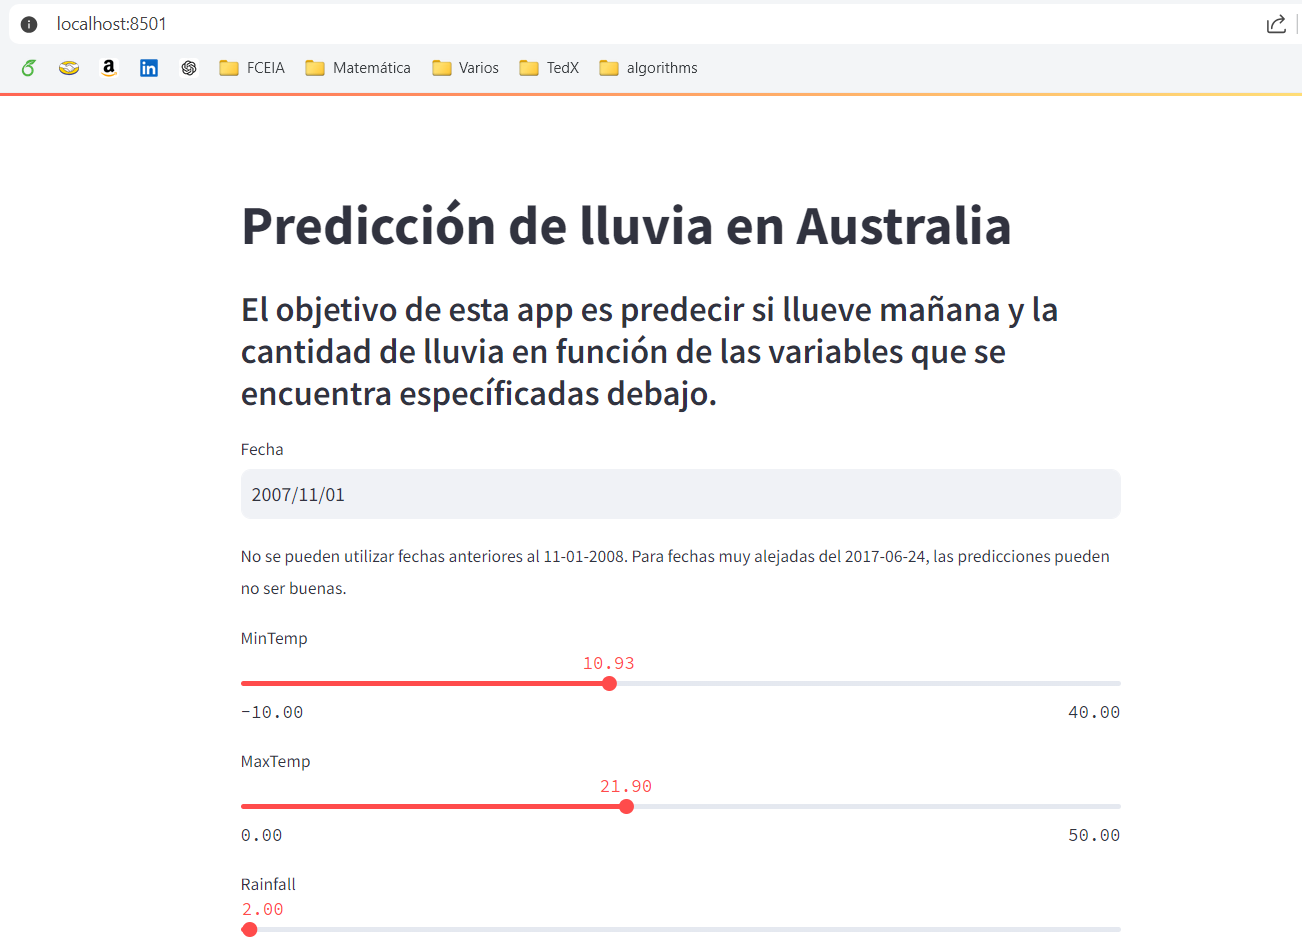 localhost:8501
FCEIA Matemática Varios TedX algorithms
Predicción de lluvia en Australia
El objetivo de esta app es predecir si llueve mañana y la
cantidad de lluvia en función de las variables que se
encuentra específicadas debajo.
Fecha
2007/11/01
No se pueden utilizar fechas anteriores al 11-01-2008. Para fechas muy alejadas del 2017-06-24, las predicciones pueden
no ser buenas.
MinTemp
10.93
-10.00 40.00
MaxTemp
21.90
0.00 50.00
Rainfall
2.00